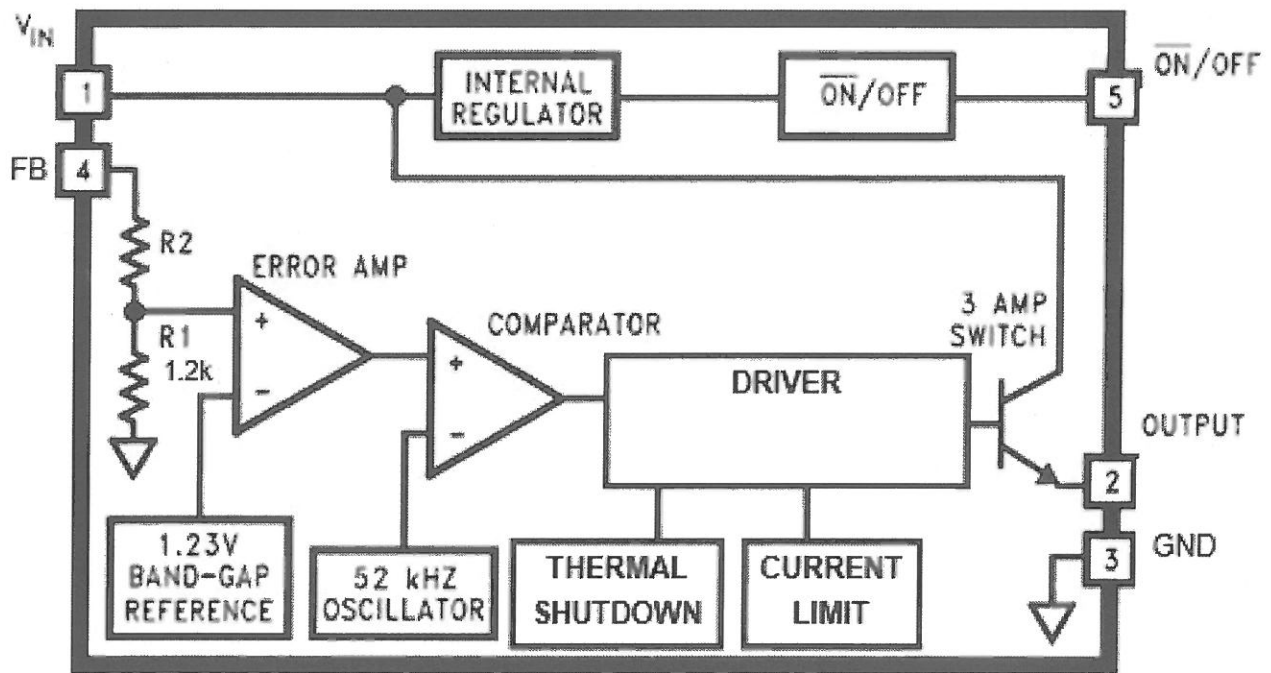 VIN
1
INTERNAL
REGULATOR
ON/OFF
5
ON/OFF
FB
4
R2
ERROR AMP
+
-
R1
1.2k
COMPARATOR
+
-
3 AMP
SWITCH
DRIVER
OUTPUT
2
1.23V
BAND-GAP
REFERENCE
52 kHZ
OSCILLATOR
THERMAL
SHUTDOWN
CURRENT
LIMIT
3
GND